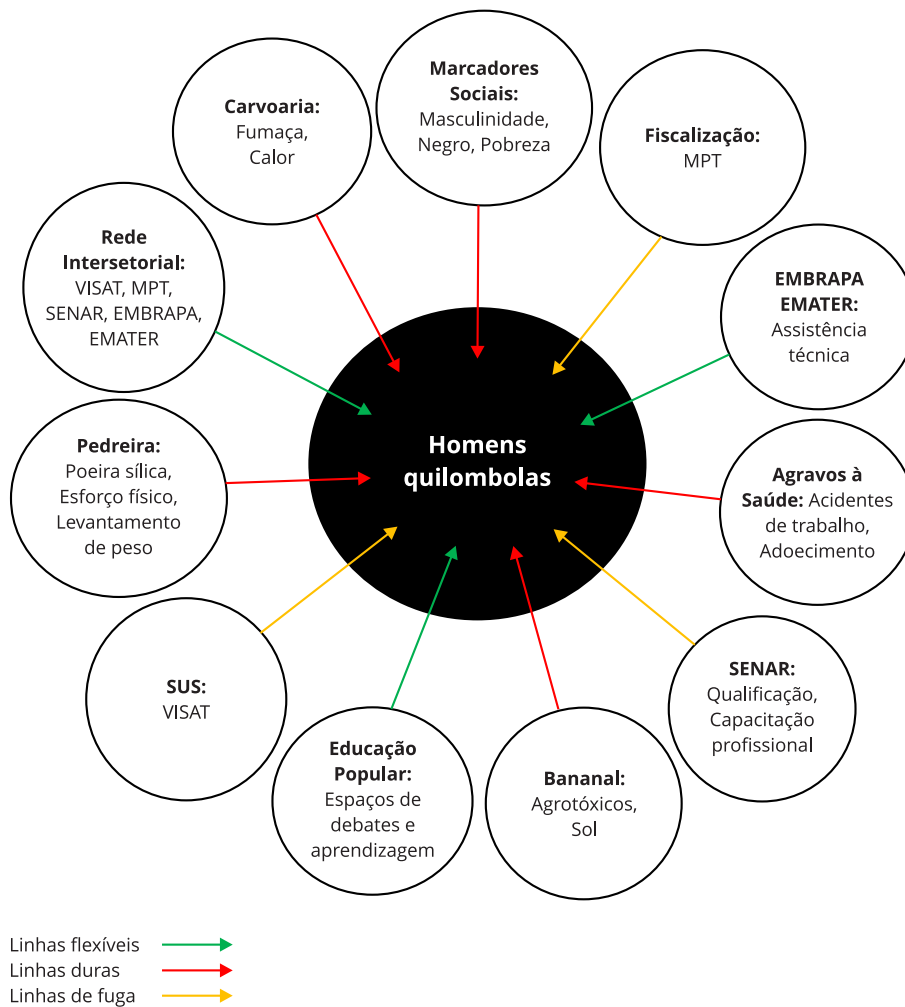 Marcadores
Sociais:
Masculinidade,
Negro, Pobreza
Carvoaria:
Fumaça,
Calor
Fiscalização:
MPT
Rede
Intersetorial:
VISAT, MPT,
SENAR, EMBRAPA,
EMATER
EMBRAPA
EMATER:
Assistência
técnica
Homens
quilombolas
Pedreira:
Poeira sílica,
Esforço físico,
Levantamento
de peso
Agravos à
Saúde: Acidentes
de trabalho,
Adoecimento
SUS:
VISAT
SENAR:
Qualificação,
Capacitação
profissional
Educação
Popular:
Espaços de
debates e
aprendizagem
Bananal:
Agrotóxicos,
Sol
Linhas flexíveis
Linhas duras
Linhas de fuga